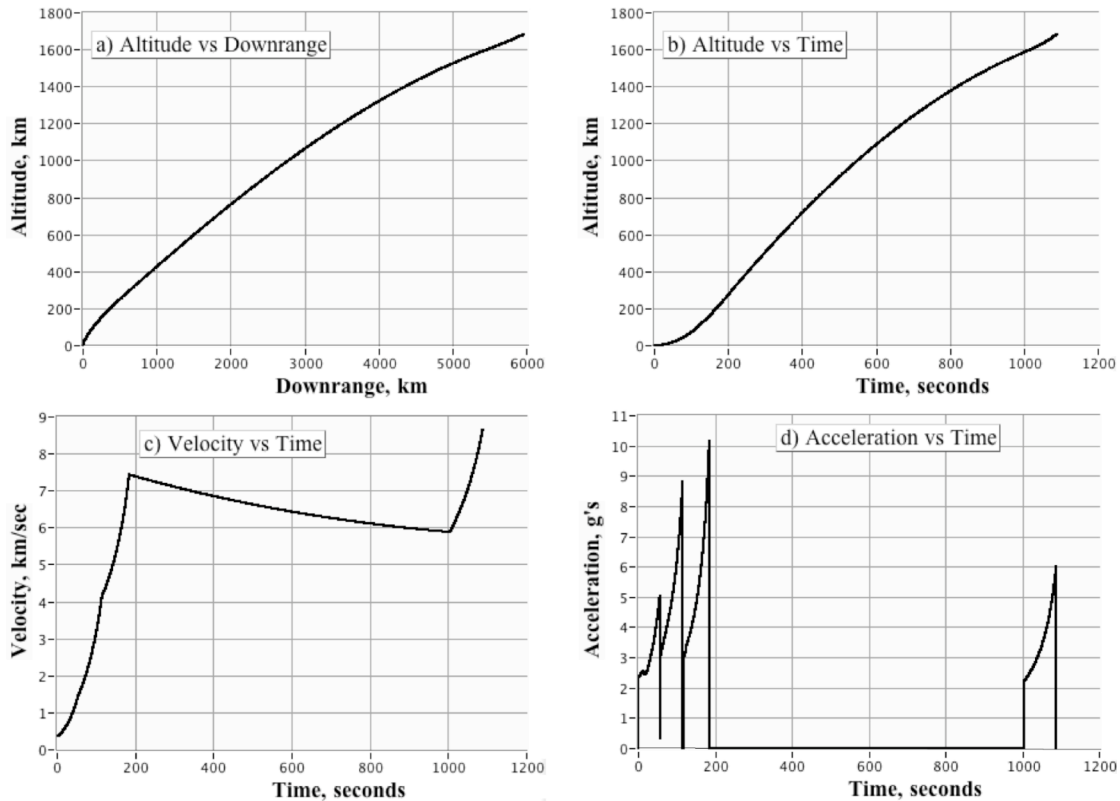 a) Altitude vs Downrange
Altitude, km
1800
1600
1400
1200
1000
800
600
400
200
0
0 1000 2000 3000 4000 5000 6000
Downrange, km
b) Altitude vs Time
Altitude, km
1800
1600
1400
1200
1000
800
600
400
200
0
0 200 400 600 800 1000 1200
Time, seconds
c) Velocity vs Time
Velocity, km/sec
9
8
7
6
5
4
3
2
1
0
0 200 400 600 800 1000 1200
Time, seconds
d) Acceleration vs Time
Acceleration, g's
11
10
9
8
7
6
5
4
3
2
1
0
0 200 400 600 800 1000 1200
Time, seconds